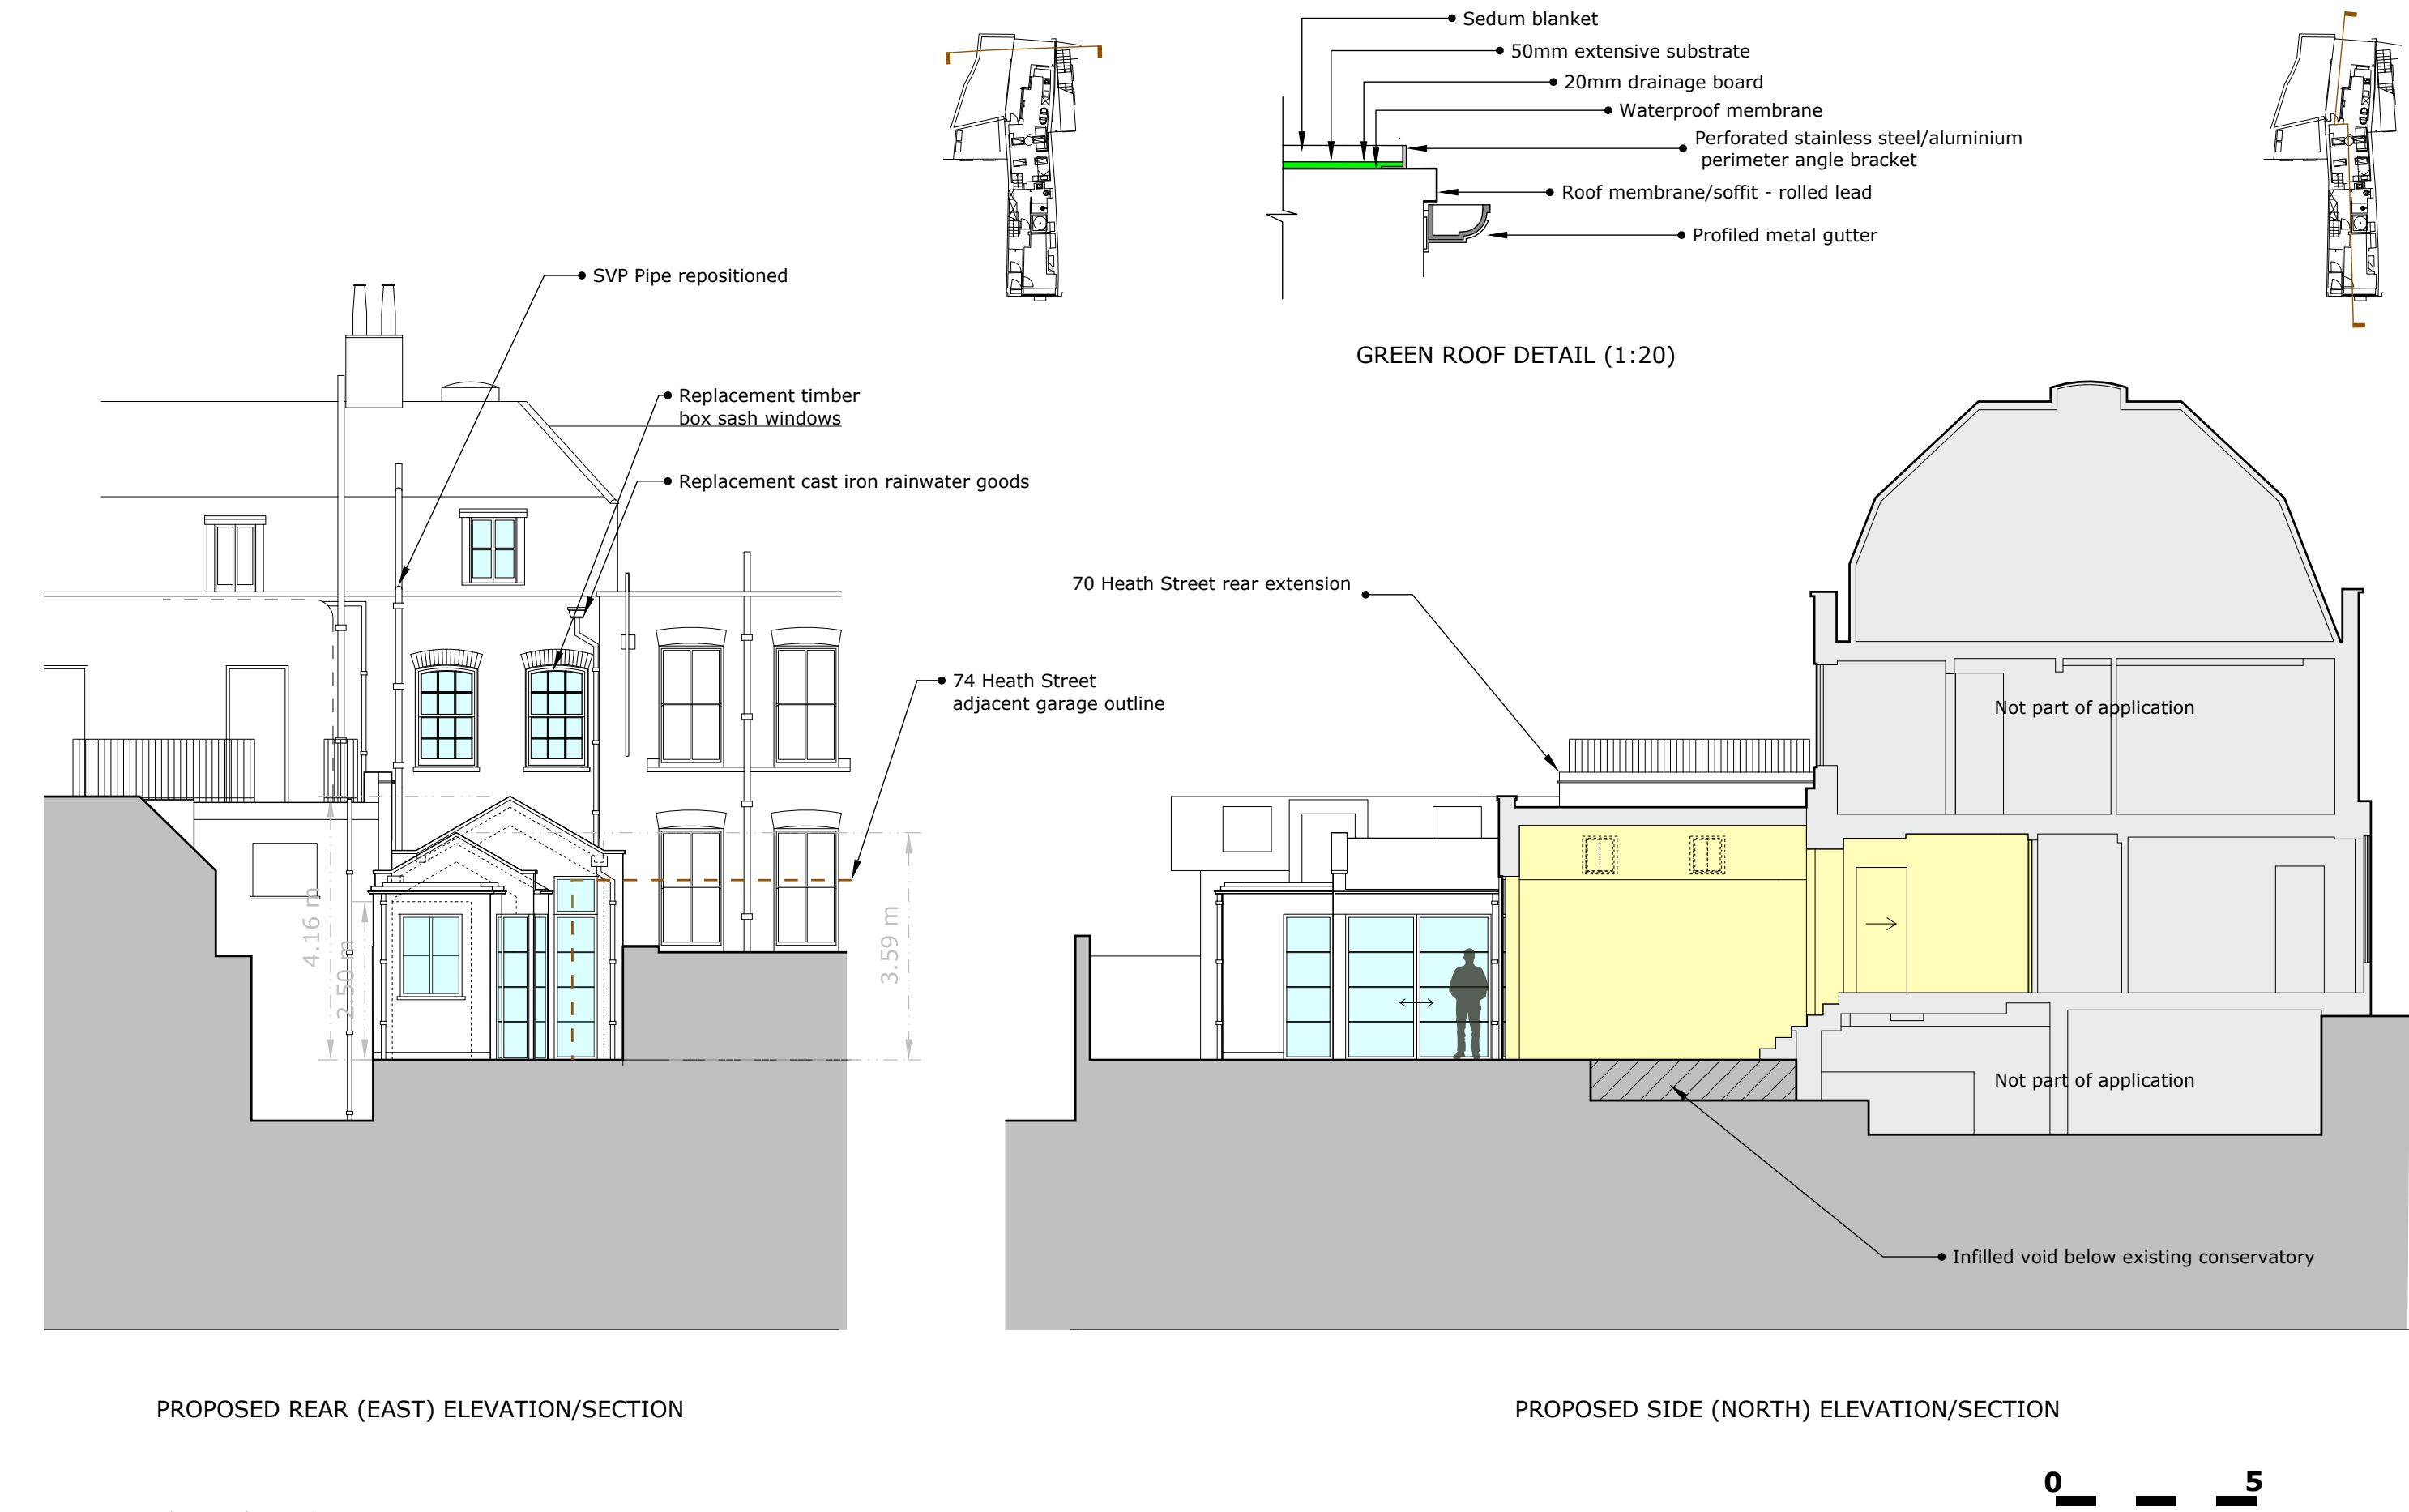 Sedum blanket
50mm extensive substrate
20mm drainage board
Waterproof membrane
Perforated stainless steel/aluminium
perimeter angle bracket
Roof membrane/soffit - rolled lead
Profiled metal gutter
GREEN ROOF DETAIL (1:20)
SVP Pipe repositioned
Replacement timber
box sash windows
Replacement cast iron rainwater goods
74 Heath Street
adjacent garage outline
4.16 m
2.50 m
3.59 m
70 Heath Street rear extension
Not part of application
Not part of application
Infilled void below existing conservatory
PROPOSED REAR (EAST) ELEVATION/SECTION
PROPOSED SIDE (NORTH) ELEVATION/SECTION
0 5